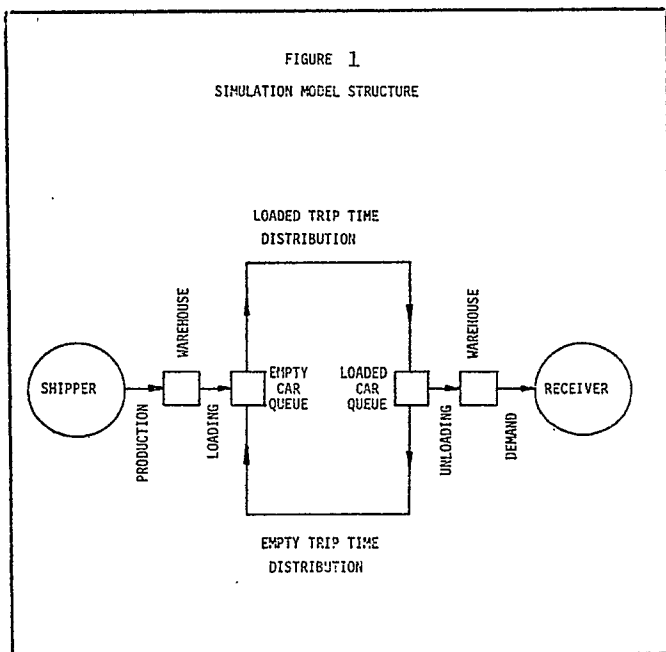 FIGURE 1
SIMULATION MODEL STRUCTURE
LOADED TRIP TIME
DISTRIBUTION
WAREHOUSE
WAREHOUSE
SHIPPER
EMPTY
CAR
QUEUE
LOADED
CAR
QUEUE
RECEIVER
PRODUCTION
LOADING
UNLOADING
DEMAND
EMPTY TRIP TIME
DISTRIBUTION